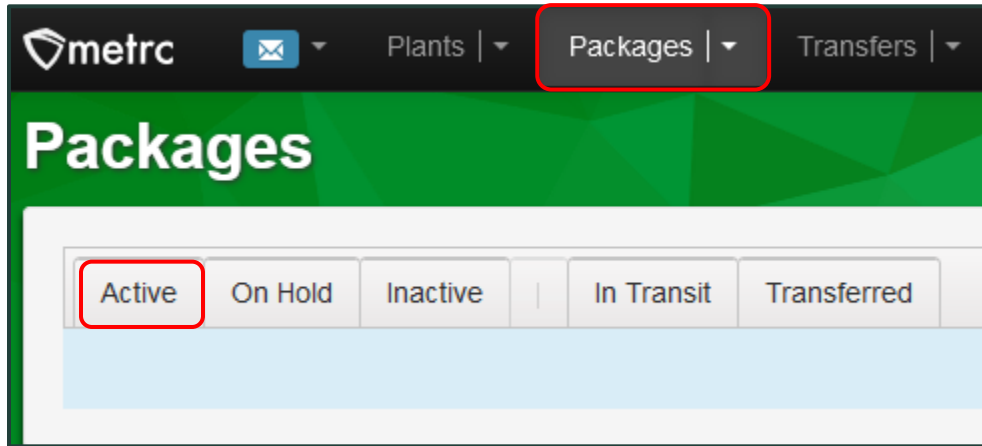 metrc Plants | Packages | Transfers |
Packages
Active On Hold Inactive | In Transit Transferred